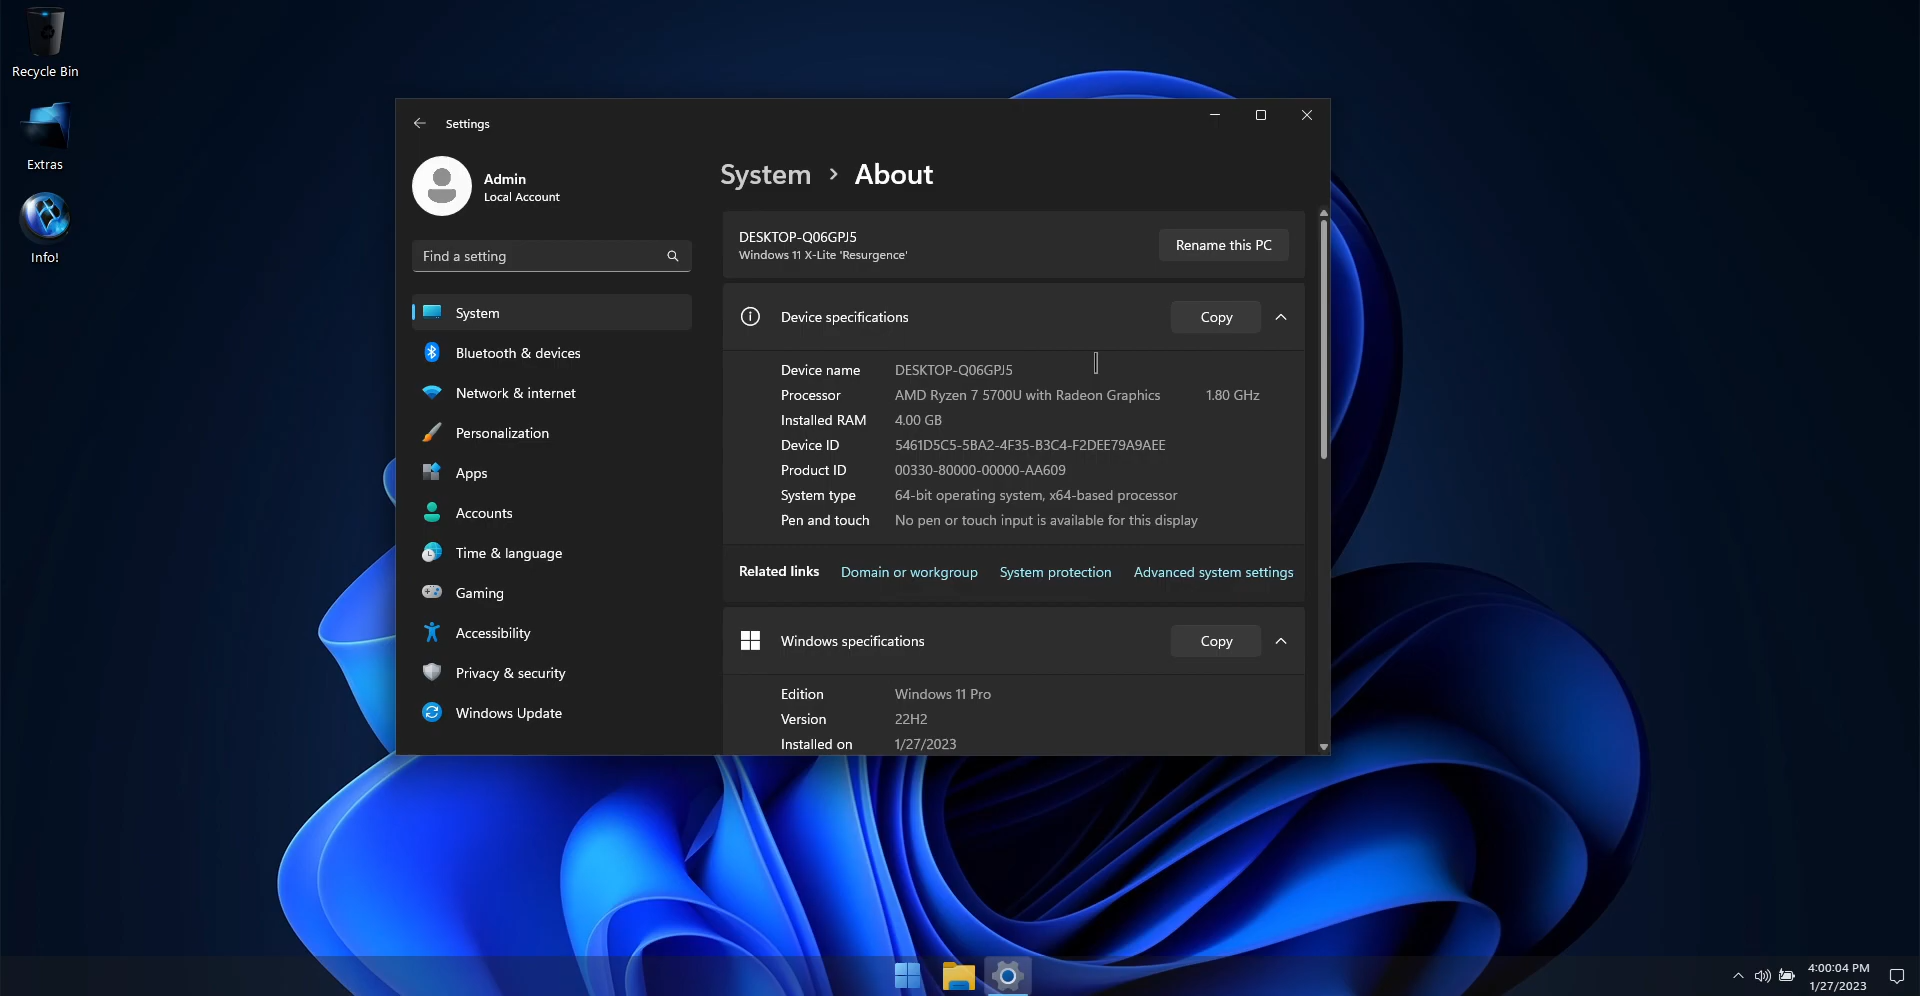 Recycle Bin
Extras
Info!
Settings
Admin
Local Account
Find a setting
System
Bluetooth & devices
Network & internet
Personalization
Apps
Accounts
Time & language
Gaming
Accessibility
Privacy & security
Windows Update
System › About
DESKTOP-Q06GPJ5
Windows 11 X-Lite 'Resurgence'
Rename this PC
Device specifications Copy
Device name DESKTOP-Q06GPJ5
Processor AMD Ryzen 7 5700U with Radeon Graphics 1.80 GHz
Installed RAM 4.00 GB
Device ID 5461D5C5-5BA2-4F35-B3C4-F2DEE79A9AEE
Product ID 00330-80000-00000-AA609
System type 64-bit operating system, x64-based processor
Pen and touch No pen or touch input is available for this display
Related links Domain or workgroup System protection Advanced system settings
Windows specifications Copy
Edition Windows 11 Pro
Version 22H2
Installed on 1/27/2023
4:00:04 PM
1/27/2023